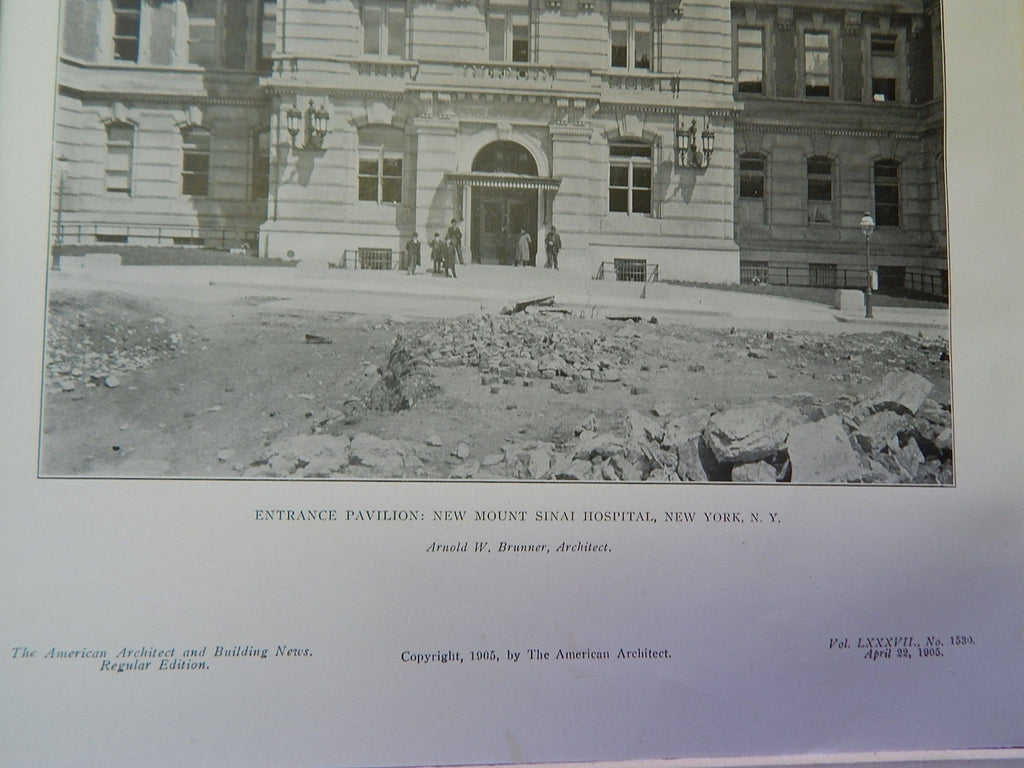 ENTRANCE PAVILION: NEW MOUNT SINAI HOSPITAL, NEW YORK, N. Y.
Arnold W. Brunner, Architect.
The American Architect and Building News.
Regular Edition.
Copyright, 1905, by The American Architect.
Vol. LXXXVII., No. 1530.
April 22, 1905.